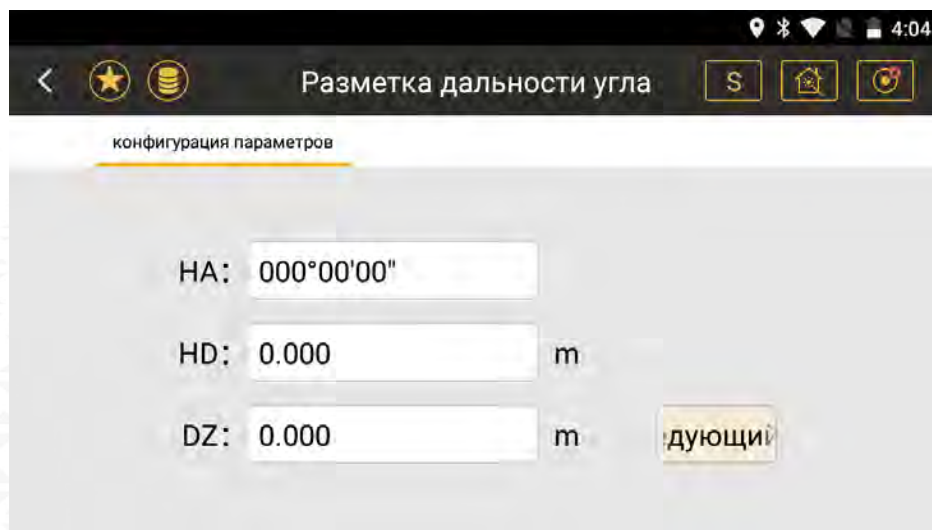 4:04
Разметка дальности угла
S
конфигурация параметров
HA: 000°00'00"
HD: 0.000 m
DZ: 0.000 m
дующий